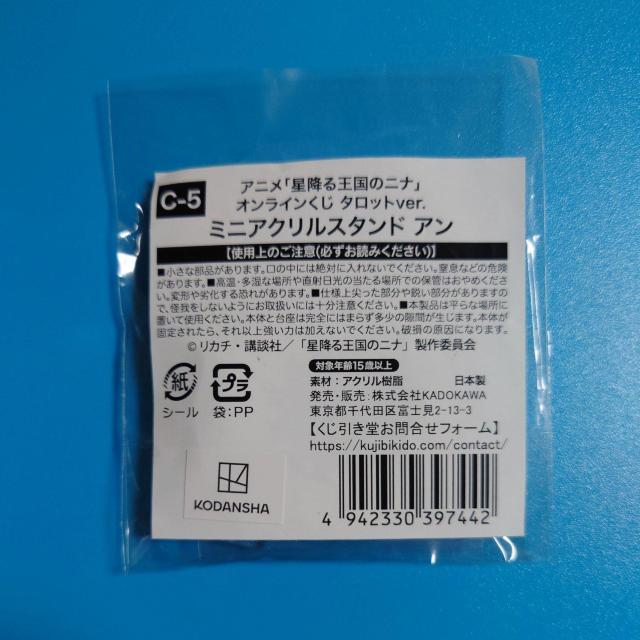 C-5
アニメ「星降る王国のニナ」
オンラインくじ タロットver.
ミニアクリルスタンド アン
【使用上のご注意(必ずお読みください)】
■小さな部品があります。口の中には絶対に入れないでください。窒息などの危険
があります。■高温・多湿な場所や直射日光の当たる場所での保管はおやめくださ
い。変形や劣化する恐れがあります。■仕様上尖った部分や鋭い部分がありますの
で、怪我をしないようにお取扱いには十分注意ください。■本製品は平らな場所に
置いて使用ください。本体と台座は完全にはまらず多少の隙間が生じます。本体が
固定されたら、それ以上強い力は加えないでください。破損の原因になります。
©リカチ・講談社／「星降る王国のニナ」製作委員会
紙
シール
プラ
袋:PP
対象年齢15歳以上
素材：アクリル樹脂 日本製
発売・販売：株式会社KADOKAWA
東京都千代田区富士見2-13-3
【くじ引き堂お問合せフォーム】
https://kujibikido.com/contact/
KODANSHA
4 942330 397442